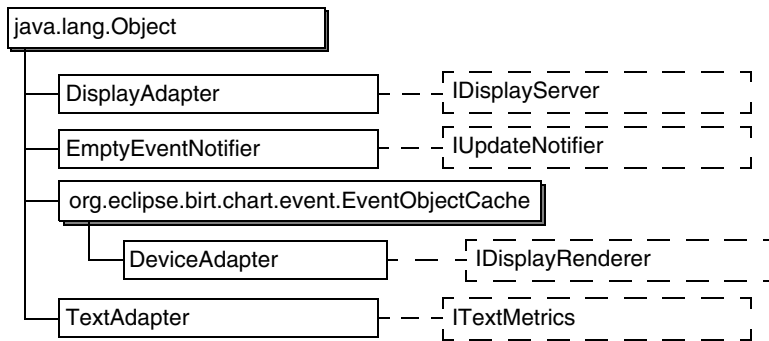 java.lang.Object
DisplayAdapter
IDisplayServer
EmptyEventNotifier
IUpdateNotifier
org.eclipse.birt.chart.event.EventObjectCache
DeviceAdapter
IDisplayRenderer
TextAdapter
ITextMetrics